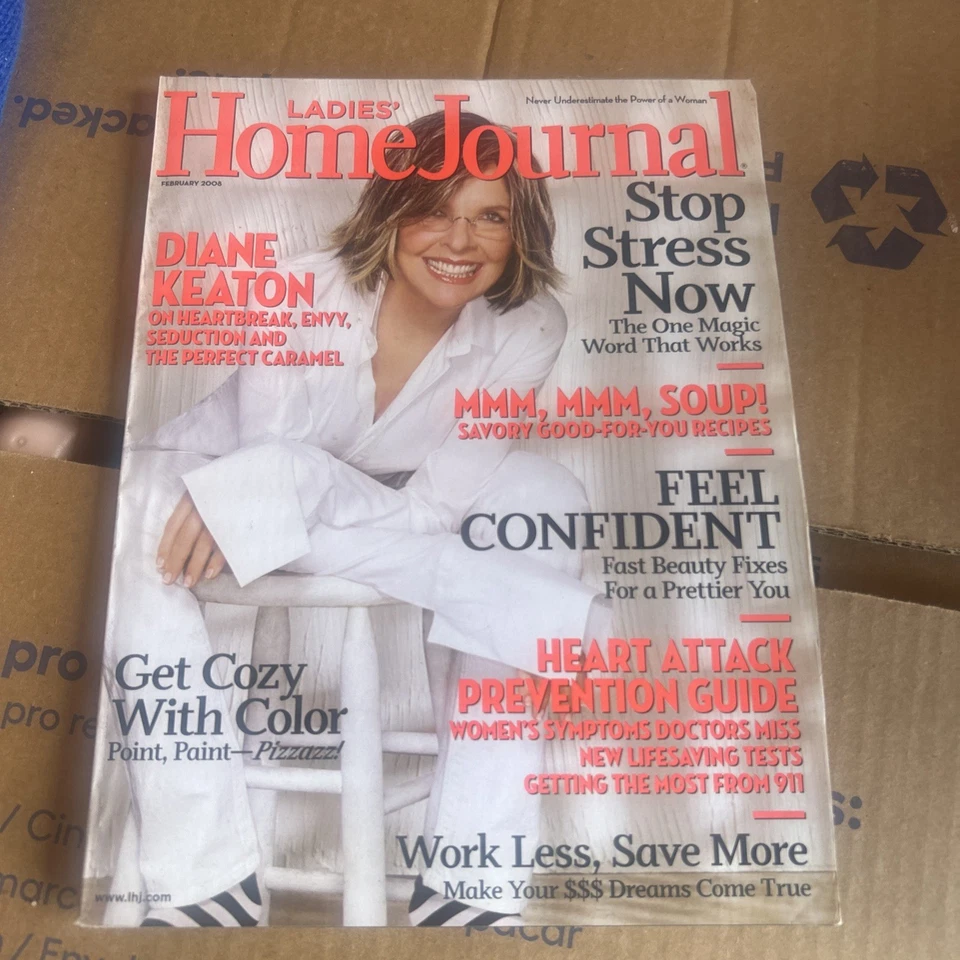 LADIES'
Home Journal
Never Underestimate the Power of a Woman
FEBRUARY 2008
DIANE
KEATON
ON HEARTBREAK, ENVY,
SEDUCTION AND
THE PERFECT CARAMEL
Stop
Stress
Now
The One Magic
Word That Works
MMM, MMM, SOUP!
SAVORY GOOD-FOR-YOU RECIPES
FEEL
CONFIDENT
Fast Beauty Fixes
For a Prettier You
HEART ATTACK
PREVENTION GUIDE
WOMEN'S SYMPTOMS DOCTORS MISS
NEW LIFESAVING TESTS
GETTING THE MOST FROM 911
Get Cozy
With Color
Point, Paint—Pizzazz!
Work Less, Save More
Make Your $$$ Dreams Come True
www.lhj.com
pro
pro